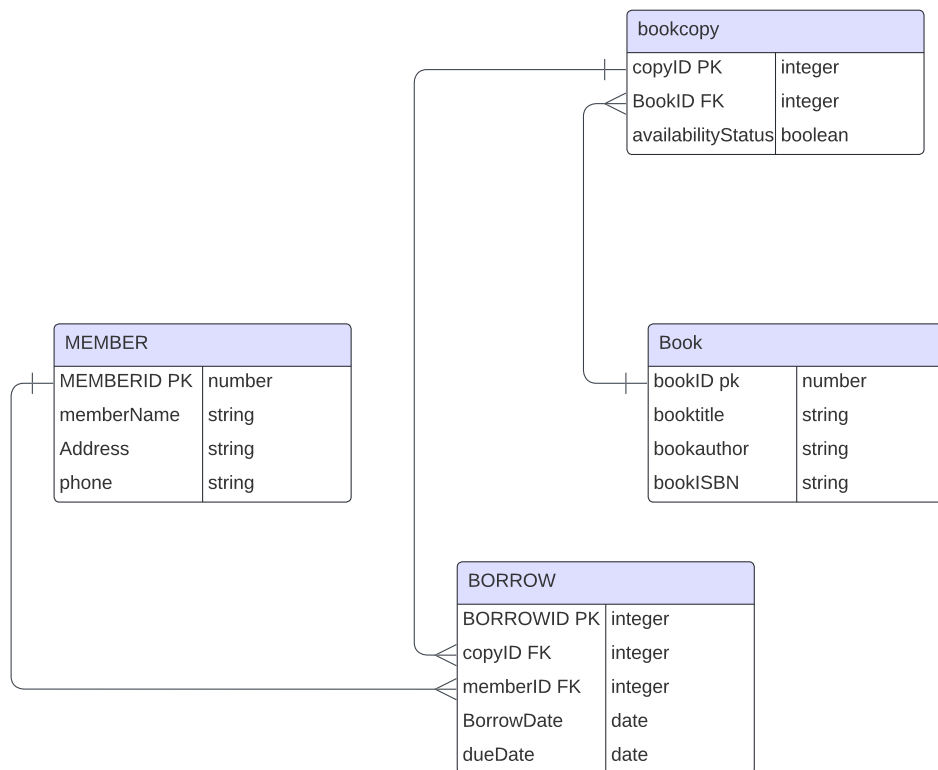 bookcopy
copyID PK integer
BookID FK integer
availabilityStatus boolean
MEMBER
MEMBERID PK number
memberName string
Address string
phone string
Book
bookID pk number
booktitle string
bookauthor string
bookISBN string
BORROW
BORROWID PK integer
copyID FK integer
memberID FK integer
BorrowDate date
dueDate date